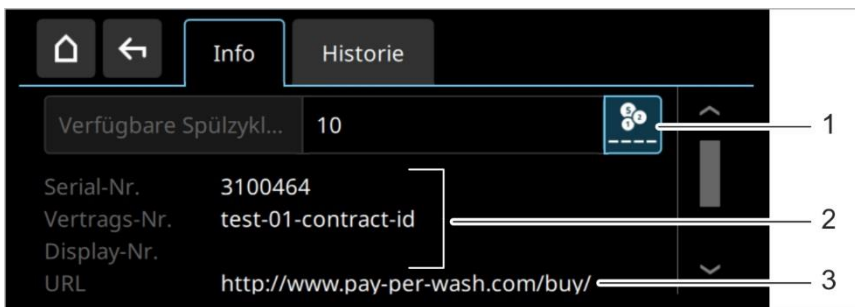 Info Historie
Verfügbare Spülzykl... 10 1
Serial-Nr. 3100464
Vertrags-Nr. test-01-contract-id 2
Display-Nr.
URL http://www.pay-per-wash.com/buy/ 3